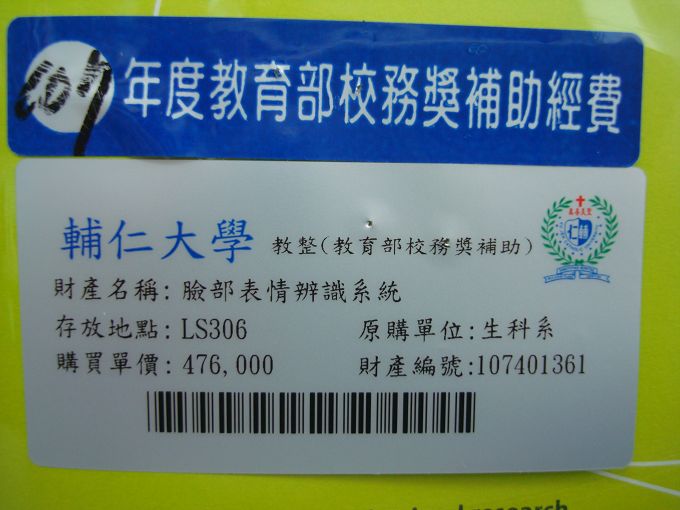 107年度教育部校務獎補助經費
輔仁大學 教整(教育部校務獎補助)
財產名稱: 臉部表情辨識系統
存放地點: LS306 原購單位:生科系
購買單價: 476,000 財產編號:107401361
research